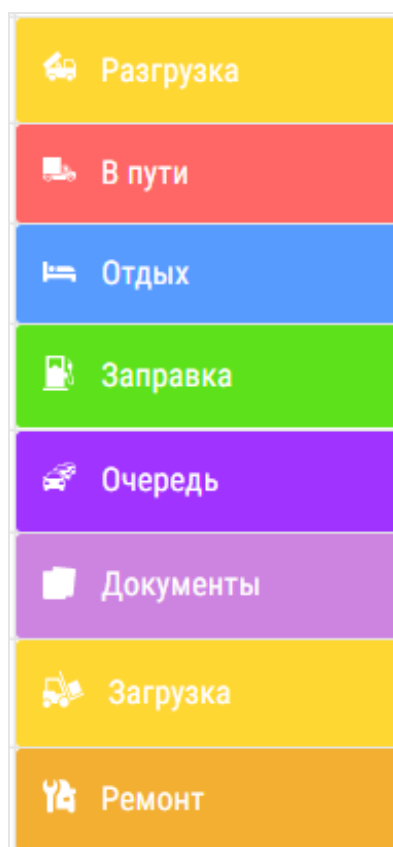 Разгрузка
В пути
Отдых
Заправка
Очередь
Документы
Загрузка
Ремонт